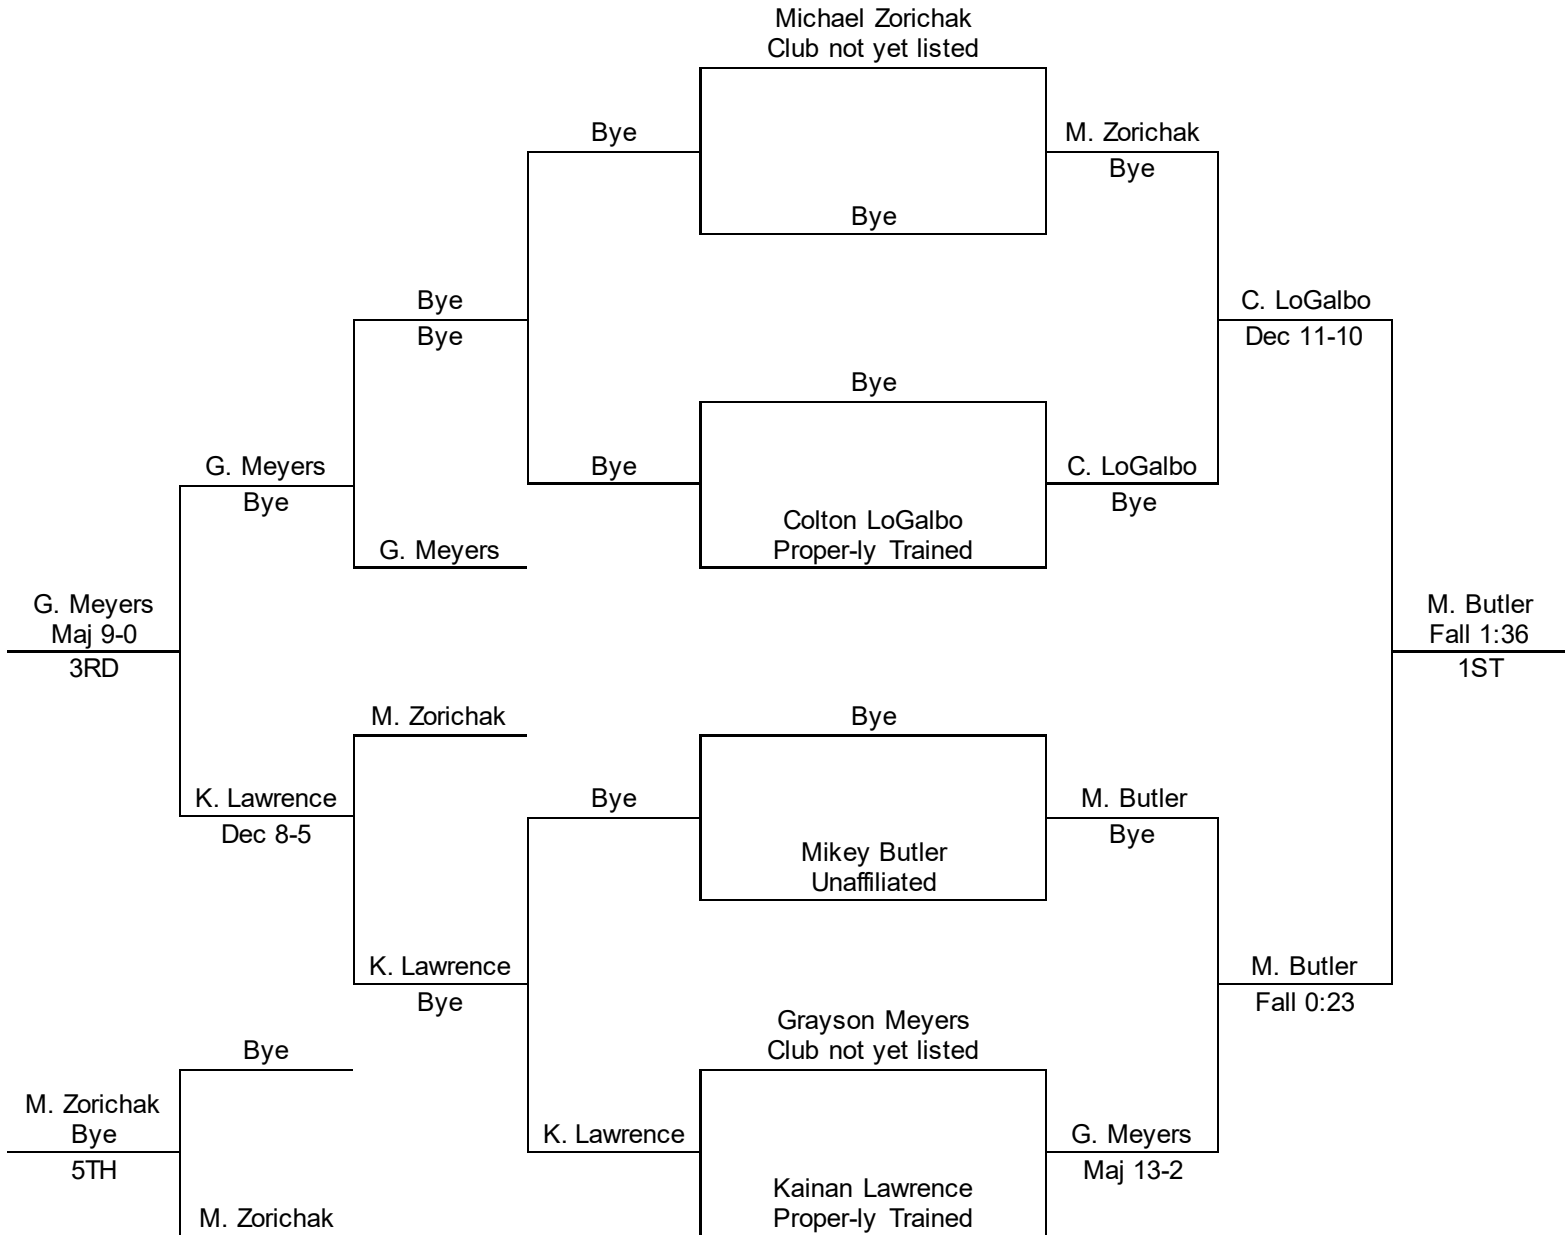 Michael Zorichak
Club not yet listed
Bye
M. Zorichak
Bye
Bye
Bye
Bye
C. LoGalbo
Dec 11-10
Bye
G. Meyers
Bye
Bye
C. LoGalbo
Bye
Colton LoGalbo
Proper-ly Trained
G. Meyers
G. Meyers
Maj 9-0
3RD
M. Butler
Fall 1:36
1ST
M. Zorichak
Bye
K. Lawrence
Dec 8-5
Bye
M. Butler
Bye
Mikey Butler
Unaffiliated
K. Lawrence
Bye
M. Butler
Fall 0:23
Grayson Meyers
Club not yet listed
Bye
M. Zorichak
Bye
5TH
K. Lawrence
G. Meyers
Maj 13-2
Kainan Lawrence
Proper-ly Trained
M. Zorichak